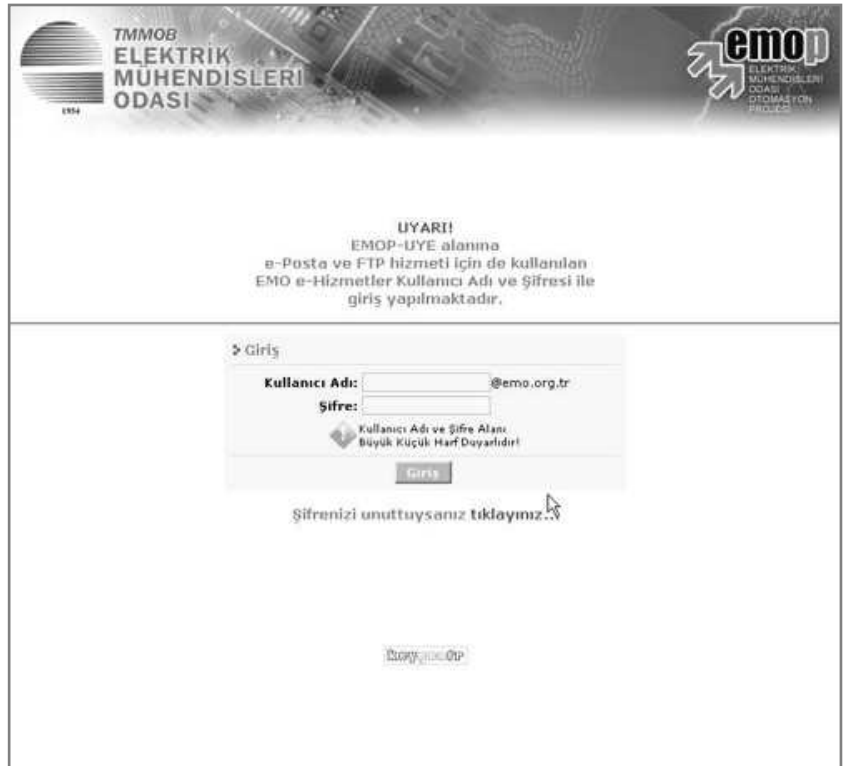 TMMOB
ELEKTRIK
MÜHENDISLERI
ODASI
1954
emop
ELEKTRIK
MÜHENDISLERI
ODASI
OTOMASYON
PROJESI
UYARI!
EMOP-UYE alanına
e-Posta ve FTP hizmeti için de kullanılan
EMO e-Hizmetler Kullanıcı Adı ve Şifresi ile
giriş yapılmaktadır.
Giriş
Kullanıcı Adı: @emo.org.tr
Şifre:
Kullanıcı Adı ve Şifre Alanı
Büyük Küçük Harf Duyarlıdır!
Giriş
Şifrenizi unuttuysanız tıklayınız...